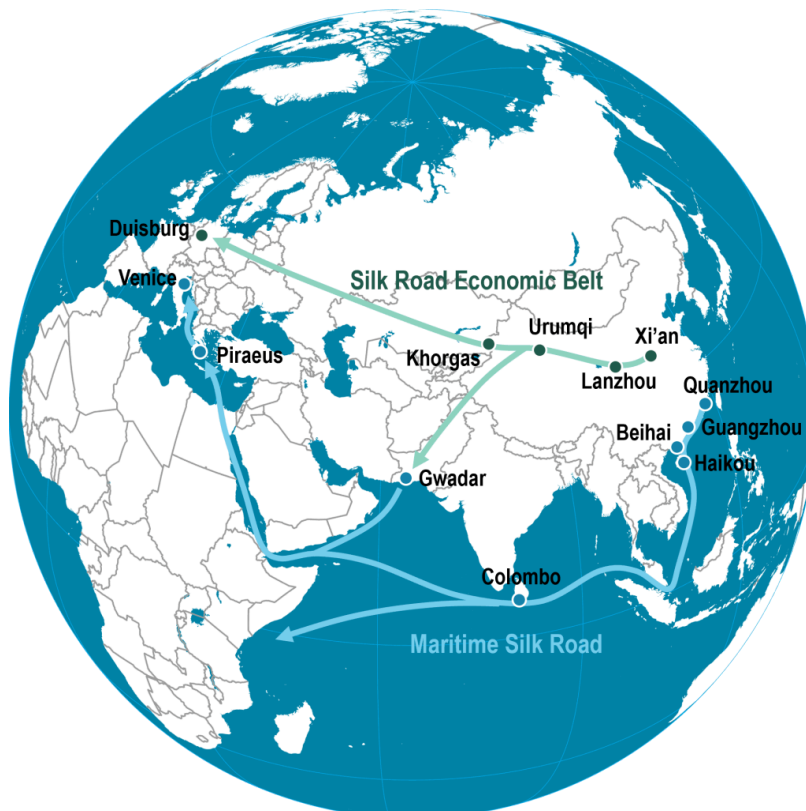 Duisburg
Venice
Silk Road Economic Belt
Urumqi
Xi'an
Piraeus
Khorgas
Lanzhou
Quanzhou
Beihai
Guangzhou
Haikou
Gwadar
Colombo
Maritime Silk Road